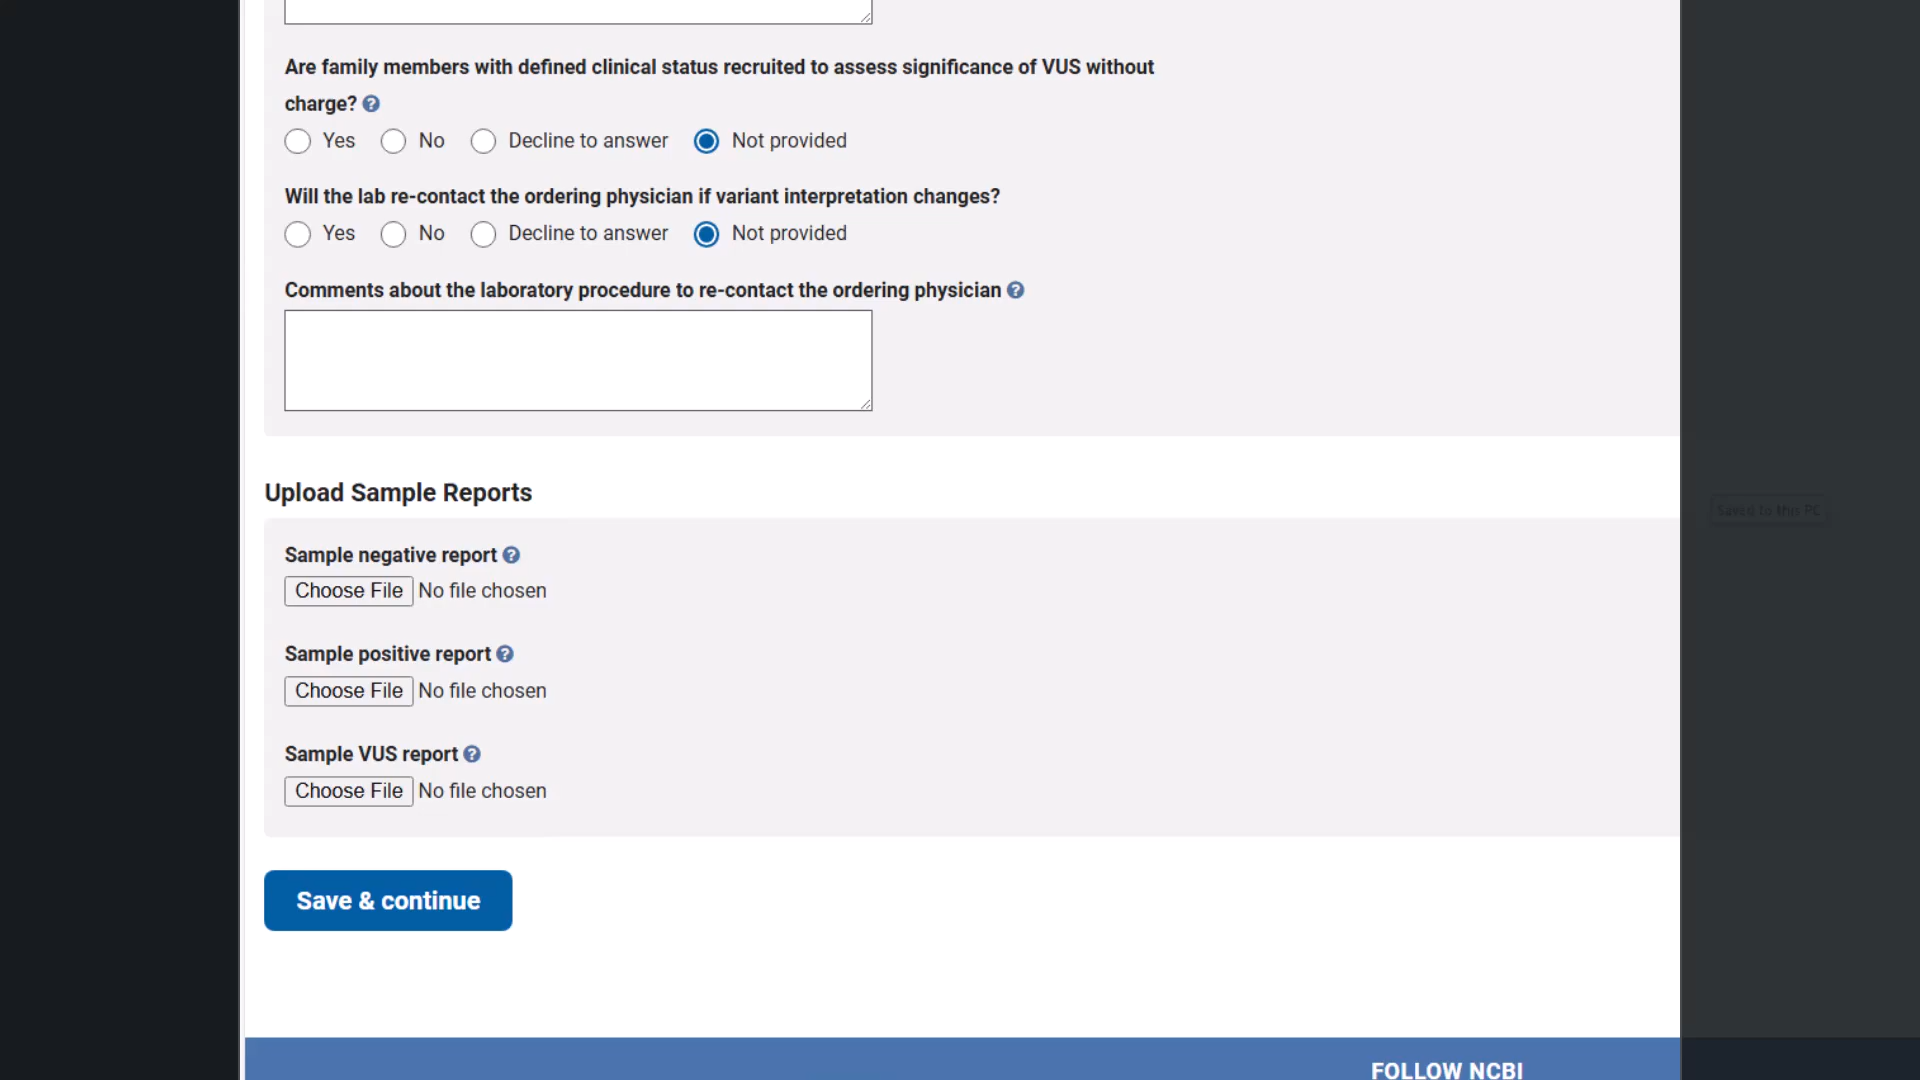 Are family members with defined clinical status recruited to assess significance of VUS without
charge?
Yes No Decline to answer Not provided
Will the lab re-contact the ordering physician if variant interpretation changes?
Yes No Decline to answer Not provided
Comments about the laboratory procedure to re-contact the ordering physician
Upload Sample Reports
Sample negative report
Choose File No file chosen
Sample positive report
Choose File No file chosen
Sample VUS report
Choose File No file chosen
Save & continue
FOLLOW NCBI
Saved to this PC